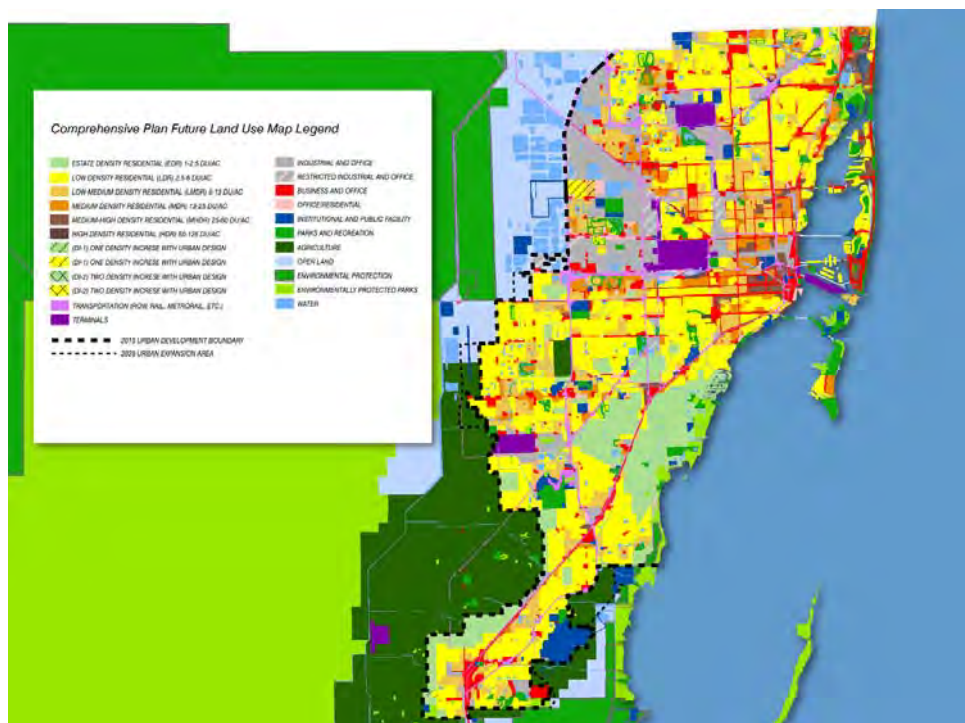 Comprehensive Plan Future Land Use Map Legend
ESTATE DENSITY RESIDENTIAL (EDR) 1-2.5 DU/AC
LOW DENSITY RESIDENTIAL (LDR) 2.5-6 DU/AC
LOW-MEDIUM DENSITY RESIDENTIAL (LMDR) 6-13 DU/AC
MEDIUM DENSITY RESIDENTIAL (MDR) 13-25 DU/AC
MEDIUM-HIGH DENSITY RESIDENTIAL (MHDR) 25-60 DU/AC
HIGH DENSITY RESIDENTIAL (HDR) 60-125 DU/AC
(DI-1) ONE DENSITY INCRESE WITH URBAN DESIGN
(DI-1) ONE DENSITY INCRESE WITH URBAN DESIGN
(DI-2) TWO DENSITY INCRESE WITH URBAN DESIGN
(DI-2) TWO DENSITY INCRESE WITH URBAN DESIGN
TRANSPORTATION (ROW, RAIL, METRORAIL, ETC.)
TERMINALS
2015 URBAN DEVELOPMENT BOUNDARY
2025 URBAN EXPANSION AREA
INDUSTRIAL AND OFFICE
RESTRICTED INDUSTRIAL AND OFFICE
BUSINESS AND OFFICE
OFFICE/RESIDENTIAL
INSTITUTIONAL AND PUBLIC FACILITY
PARKS AND RECREATION
AGRICULTURE
OPEN LAND
ENVIRONMENTAL PROTECTION
ENVIRONMENTALLY PROTECTED PARKS
WATER